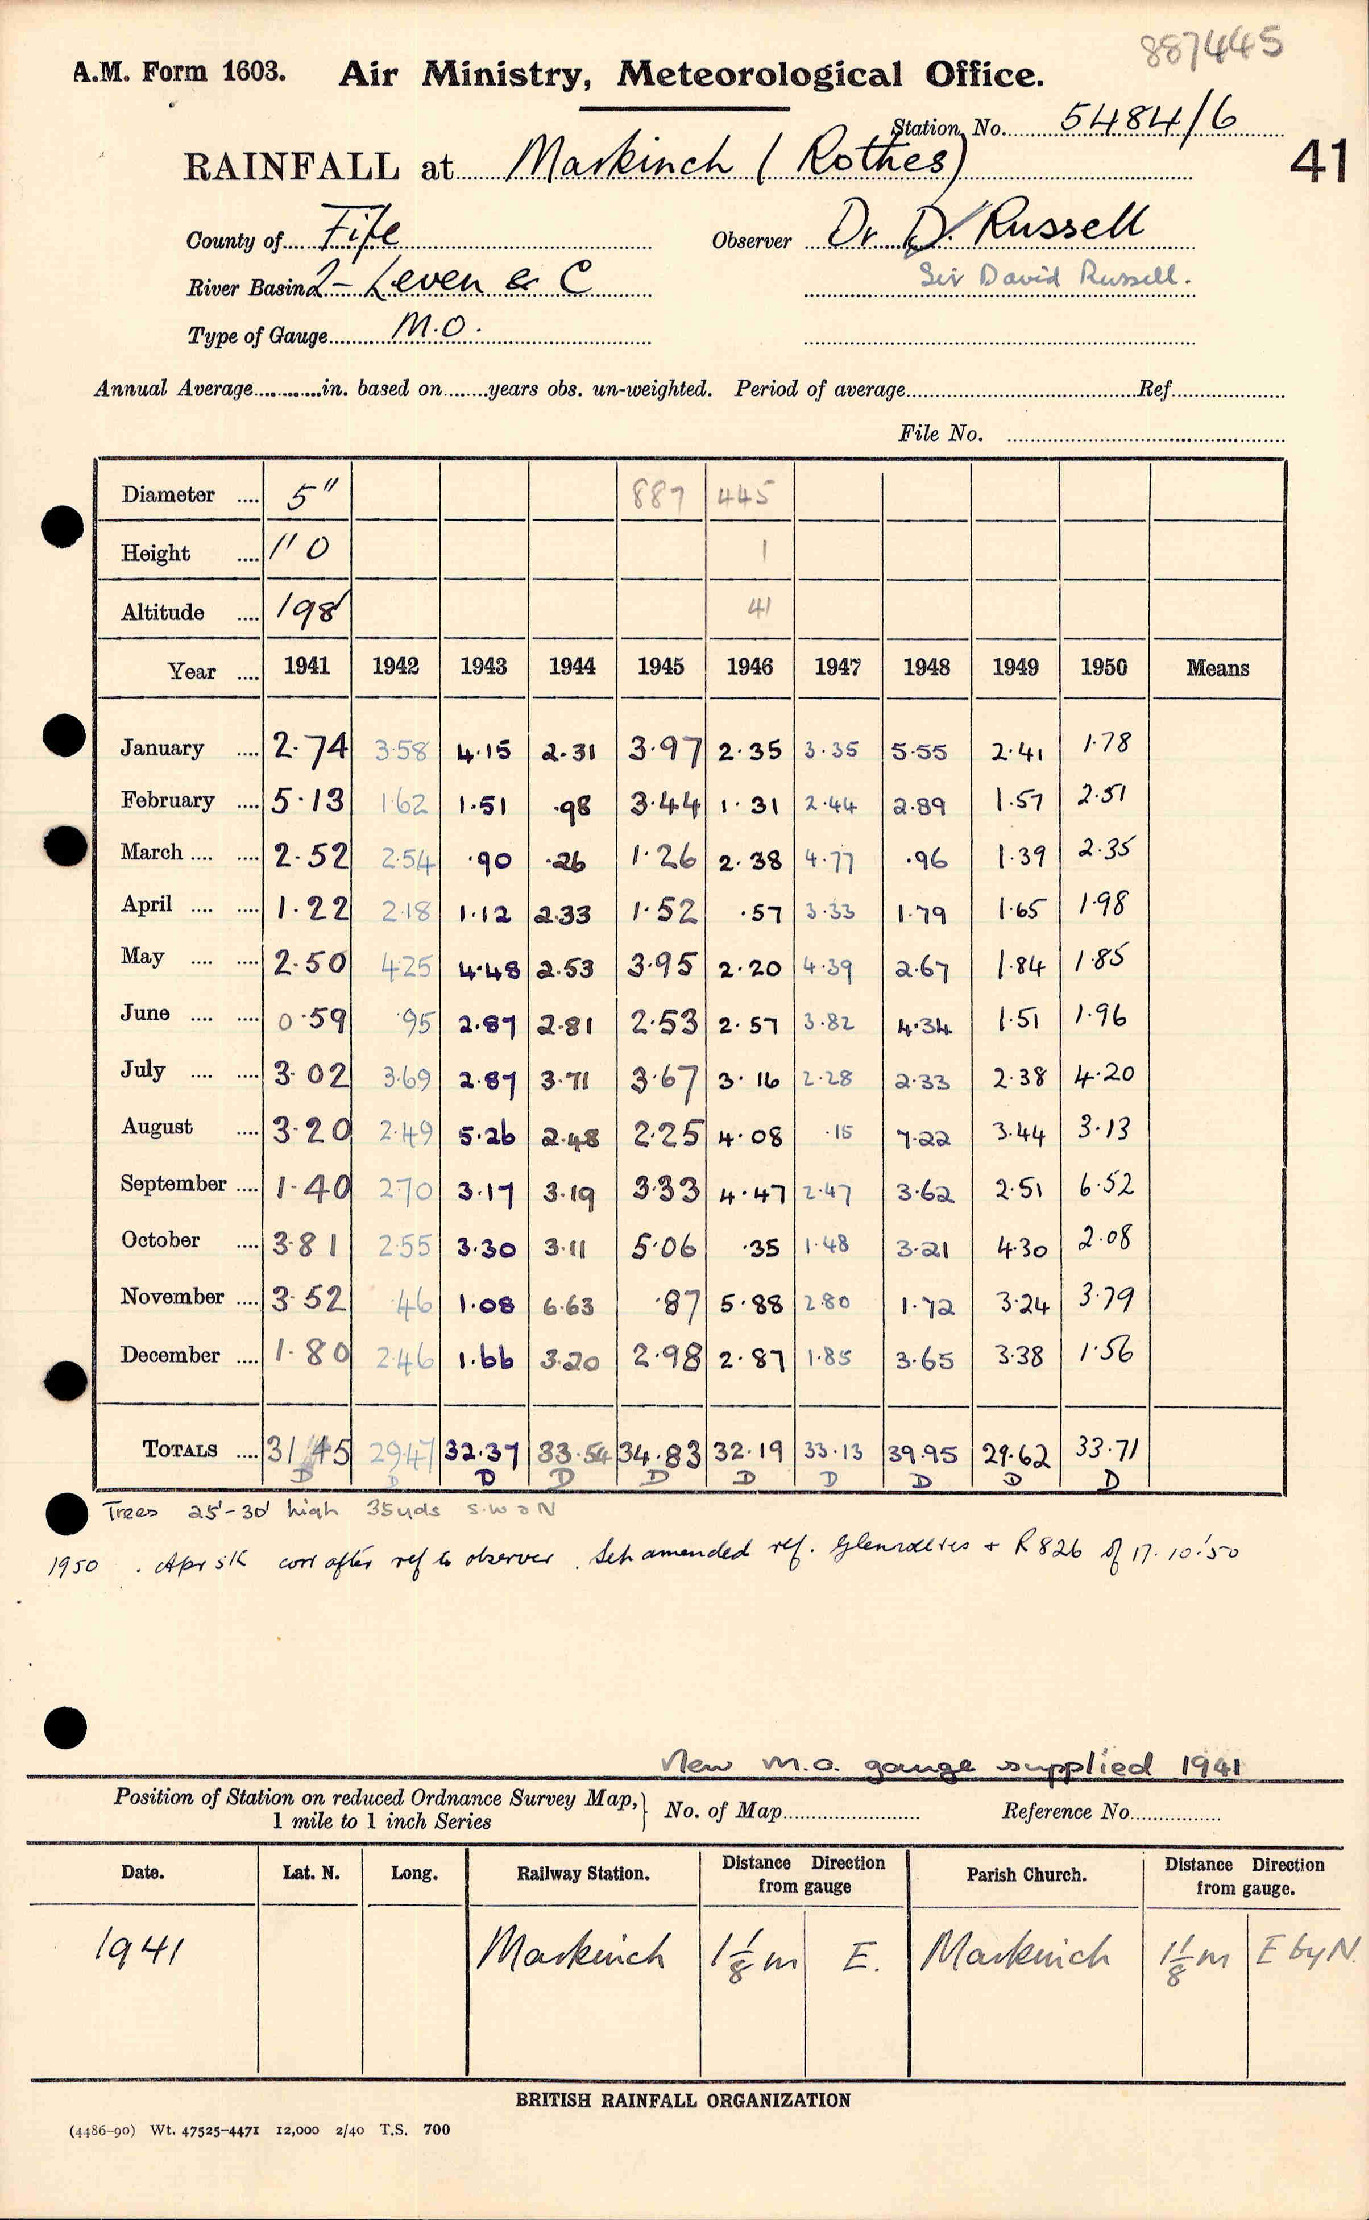 887445
A.M. Form 1603. Air Ministry, Meteorological Office.
Station No. 5484/6
41
RAINFALL at Markinch (Rothes)
County of Fife Observer Dr D. Russell
River Basin 2- Leven & C Sir David Russell.
Type of Gauge M.O.
Annual Average in. based on years obs. un-weighted. Period of average Ref.
File No.
Diameter 5" 887 445
Height 1' 0 1
Altitude 198' 41
Year 1941 1942 1943 1944 1945 1946 1947 1948 1949 1950 Means
January 2.74 3.58 4.15 2.31 3.97 2.35 3.35 5.55 2.41 1.78
February 5.13 1.62 1.51 .98 3.44 1.31 2.44 2.89 1.57 2.51
March 2.52 2.54 .90 .26 1.26 2.38 4.77 .96 1.39 2.35
April 1.22 2.18 1.12 2.33 1.52 .57 3.33 1.79 1.65 1.98
May 2.50 4.25 4.48 2.53 3.95 2.20 4.39 2.67 1.84 1.85
June 0.59 .95 2.87 2.81 2.53 2.57 3.82 4.34 1.51 1.96
July 3.02 3.69 2.87 3.71 3.67 3.16 2.28 2.33 2.38 4.20
August 3.20 2.49 5.26 2.48 2.25 4.08 .15 7.22 3.44 3.13
September 1.40 2.70 3.17 3.19 3.33 4.47 2.47 3.62 2.51 6.52
October 3.81 2.55 3.30 3.11 5.06 .35 1.48 3.21 4.30 2.08
November 3.52 .46 1.08 6.63 .87 5.88 2.80 1.72 3.24 3.79
December 1.80 2.46 1.66 3.20 2.98 2.87 1.85 3.65 3.38 1.56
TOTALS 31.45 29.47 32.37 33.54 34.83 32.19 33.13 39.95 29.62 33.71
D D D D D D D D D D
Trees 25'-30' high 35yds S.W a N
1950 . Apr corr after ref to observer. Sep amended ref. Glenrothes + R826 of 17.10.'50
New M.O. gauge supplied 1941
Position of Station on reduced Ordnance Survey Map, 1 mile to 1 inch Series No. of Map Reference No.
Date. Lat. N. Long. Railway Station. Distance Direction from gauge Parish Church. Distance Direction from gauge.
1941 Markinch 1 1/8 m E. Markinch 1 1/8 m E by N.
BRITISH RAINFALL ORGANIZATION
(4486-90) Wt. 47525-4471 12,000 2/40 T.S. 700